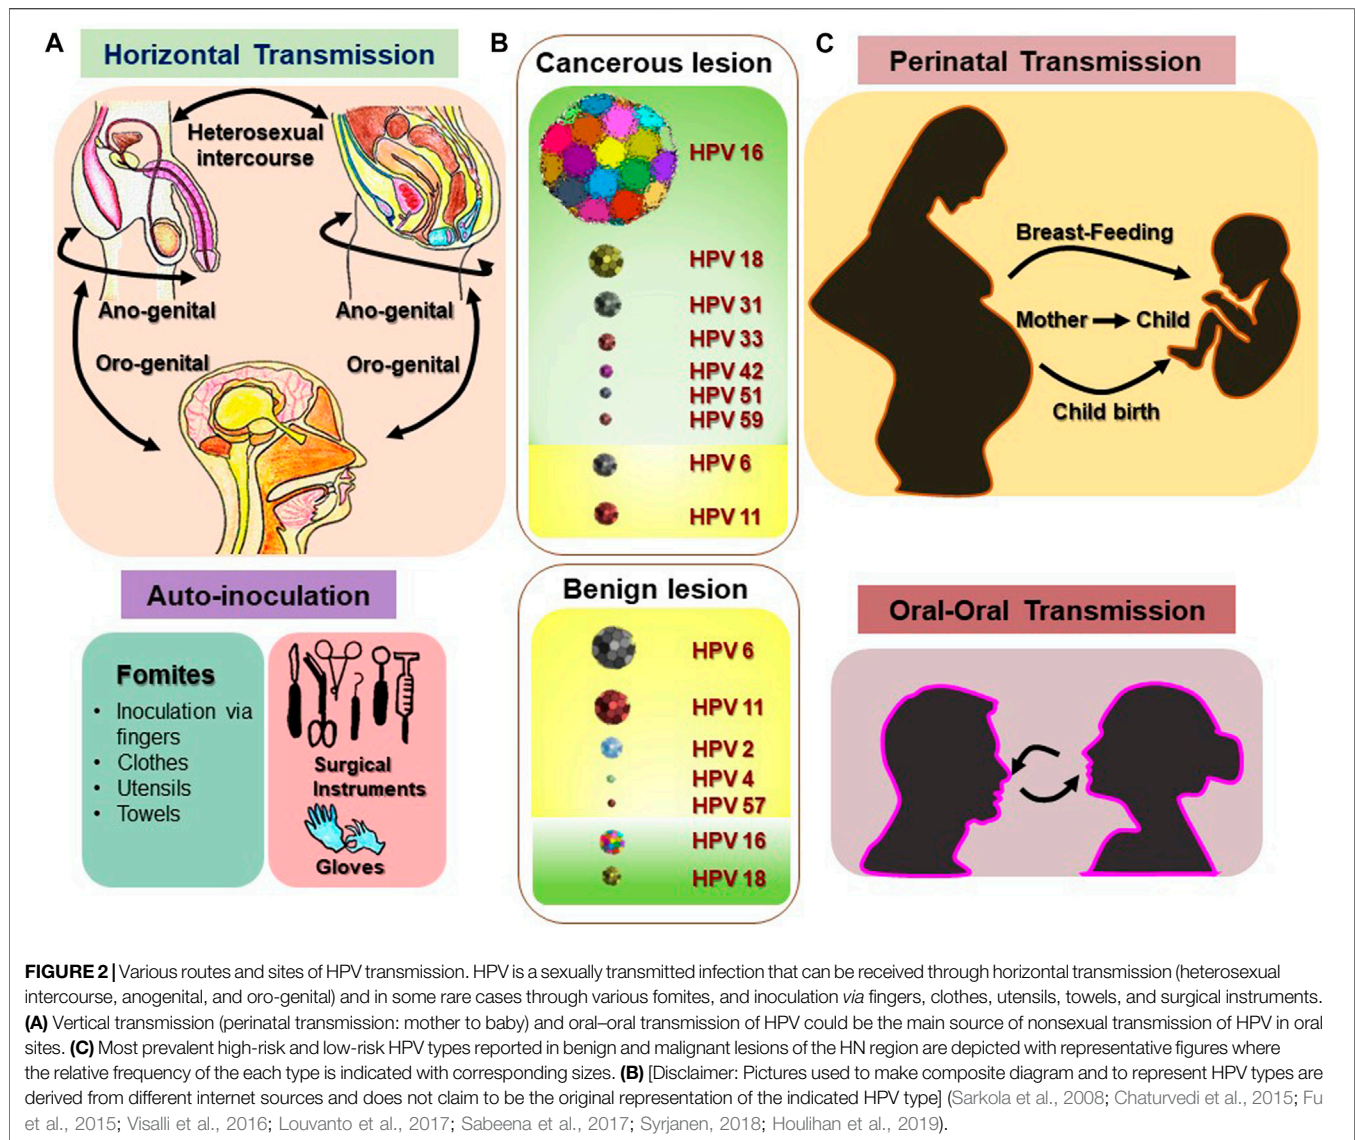 A
Horizontal Transmission
Heterosexual
intercourse
Ano-genital
Ano-genital
Oro-genital
Oro-genital
Auto-inoculation
Fomites
• Inoculation via
fingers
• Clothes
• Utensils
• Towels
Surgical
Instruments
Gloves
B
Cancerous lesion
HPV 16
HPV 18
HPV 31
HPV 33
HPV 42
HPV 51
HPV 59
HPV 6
HPV 11
Benign lesion
HPV 6
HPV 11
HPV 2
HPV 4
HPV 57
HPV 16
HPV 18
C
Perinatal Transmission
Breast-Feeding
Mother Child
Child birth
Oral-Oral Transmission
FIGURE 2 | Various routes and sites of HPV transmission. HPV is a sexually transmitted infection that can be received through horizontal transmission (heterosexual
intercourse, anogenital, and oro-genital) and in some rare cases through various fomites, and inoculation via fingers, clothes, utensils, towels, and surgical instruments.
(A) Vertical transmission (perinatal transmission: mother to baby) and oral–oral transmission of HPV could be the main source of nonsexual transmission of HPV in oral
sites. (C) Most prevalent high-risk and low-risk HPV types reported in benign and malignant lesions of the HN region are depicted with representative figures where
the relative frequency of the each type is indicated with corresponding sizes. (B) [Disclaimer: Pictures used to make composite diagram and to represent HPV types are
derived from different internet sources and does not claim to be the original representation of the indicated HPV type] (Sarkola et al., 2008; Chaturvedi et al., 2015; Fu
et al., 2015; Visalli et al., 2016; Louvanto et al., 2017; Sabeena et al., 2017; Syrjanen, 2018; Houlihan et al., 2019).